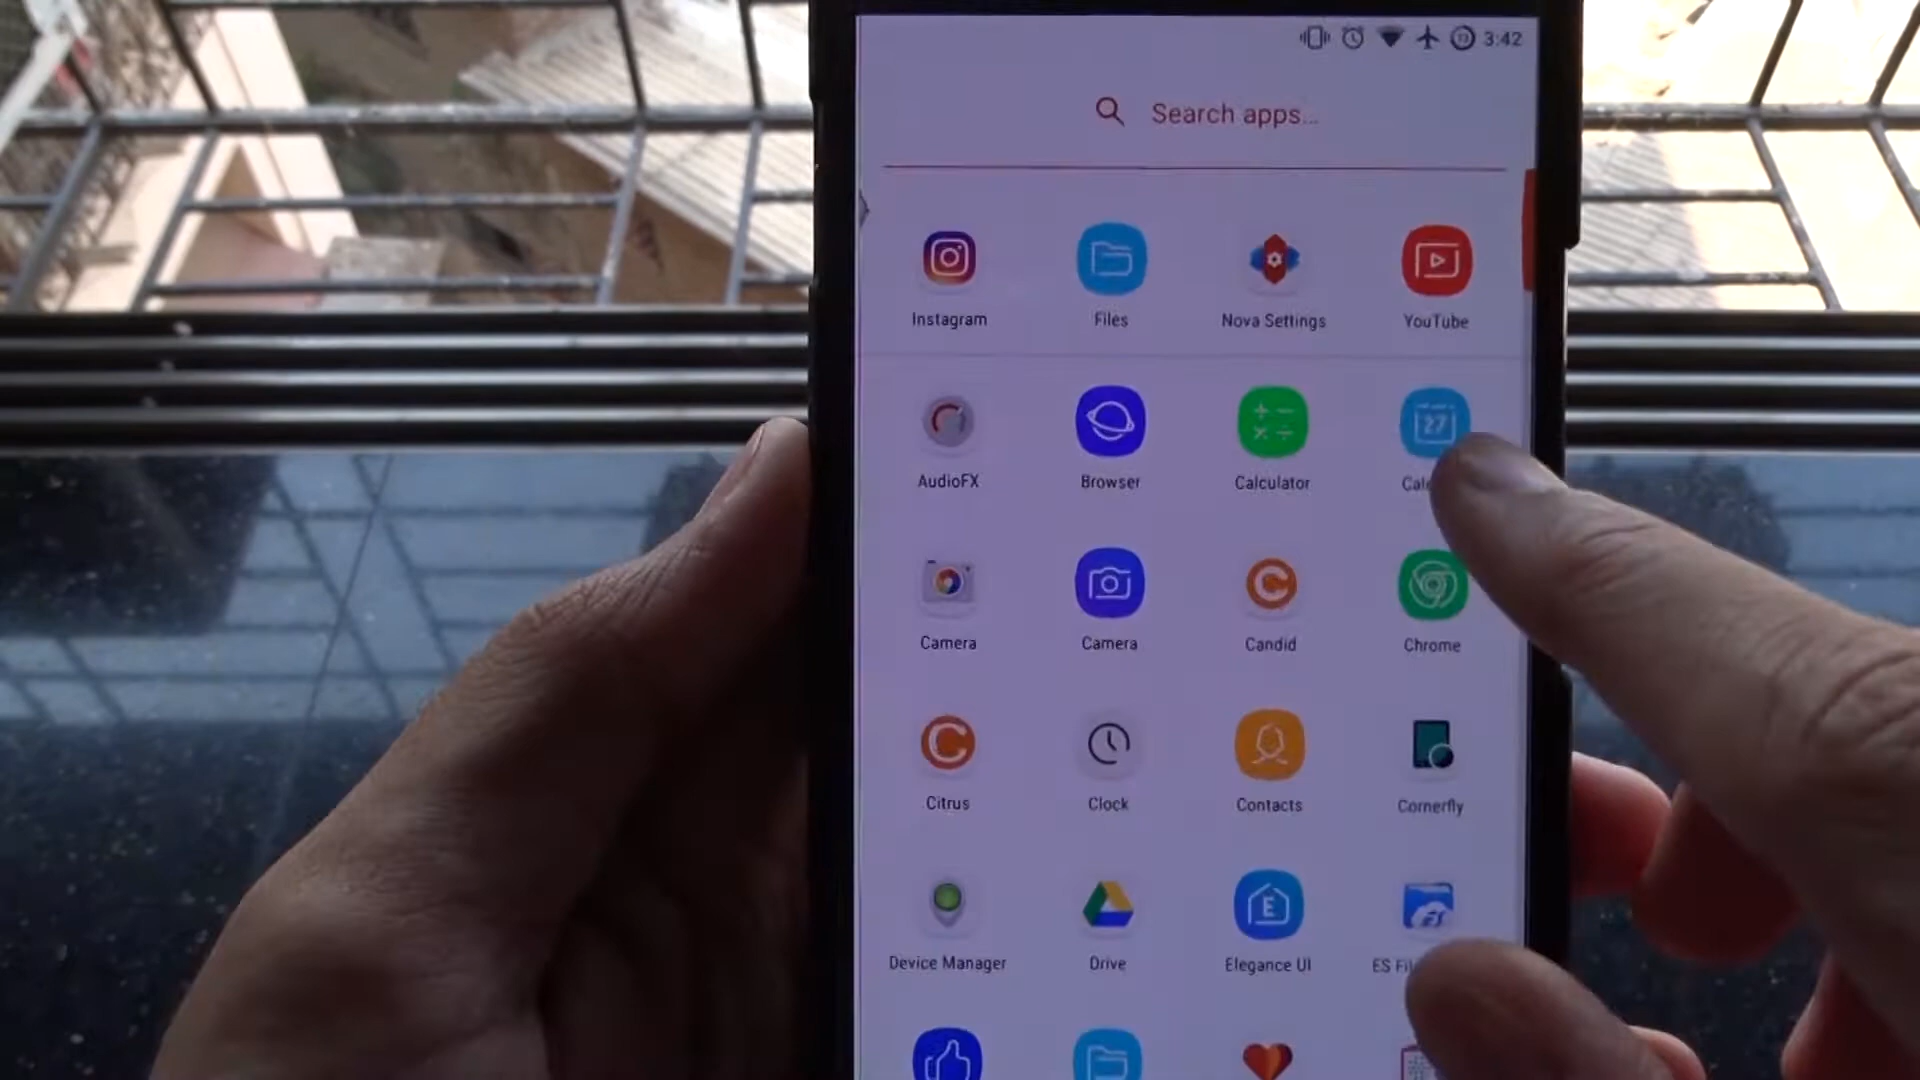 3:42
Search apps...
Instagram Files Nova Settings YouTube
27
AudioFX Browser Calculator
Camera Camera Candid Chrome
Citrus Clock Contacts Cornerfly
E
Device Manager Drive Elegance UI ES